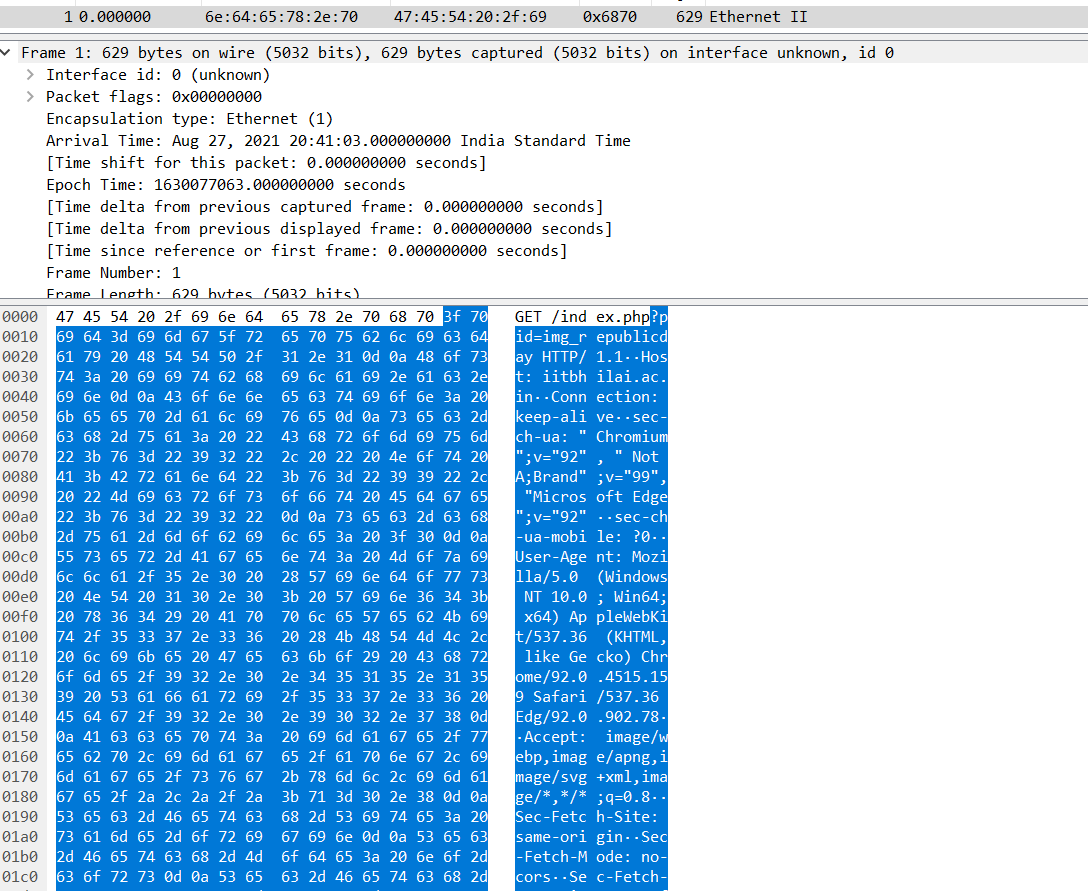 1 0.000000 6e:64:65:78:2e:70 47:45:54:20:2f:69 0x6870 629 Ethernet II
Frame 1: 629 bytes on wire (5032 bits), 629 bytes captured (5032 bits) on interface unknown, id 0
Interface id: 0 (unknown)
Packet flags: 0x00000000
Encapsulation type: Ethernet (1)
Arrival Time: Aug 27, 2021 20:41:03.000000000 India Standard Time
[Time shift for this packet: 0.000000000 seconds]
Epoch Time: 1630077063.000000000 seconds
[Time delta from previous captured frame: 0.000000000 seconds]
[Time delta from previous displayed frame: 0.000000000 seconds]
[Time since reference or first frame: 0.000000000 seconds]
Frame Number: 1
Frame Length: 629 bytes (5032 bits)
0000 47 45 54 20 2f 69 6e 64 65 78 2e 70 68 70 3f 70 GET /ind ex.php?p
0010 69 64 3d 69 6d 67 5f 72 65 70 75 62 6c 69 63 64 id=img_r epublicd
0020 61 79 20 48 54 54 50 2f 31 2e 31 0d 0a 48 6f 73 ay HTTP/ 1.1··Hos
0030 74 3a 20 69 69 74 62 68 69 6c 61 69 2e 61 63 2e t: iitbh ilai.ac.
0040 69 6e 0d 0a 43 6f 6e 6e 65 63 74 69 6f 6e 3a 20 in··Conn ection:
0050 6b 65 65 70 2d 61 6c 69 76 65 0d 0a 73 65 63 2d keep-ali ve··sec-
0060 63 68 2d 75 61 3a 20 22 43 68 72 6f 6d 69 75 6d ch-ua: " Chromium
0070 22 3b 76 3d 22 39 32 22 2c 20 22 20 4e 6f 74 20 ";v="92" , " Not
0080 41 3b 42 72 61 6e 64 22 3b 76 3d 22 39 39 22 2c A;Brand" ;v="99",
0090 20 22 4d 69 63 72 6f 73 6f 66 74 20 45 64 67 65 "Micros oft Edge
00a0 22 3b 76 3d 22 39 32 22 0d 0a 73 65 63 2d 63 68 ";v="92" ··sec-ch
00b0 2d 75 61 2d 6d 6f 62 69 6c 65 3a 20 3f 30 0d 0a -ua-mobi le: ?0··
00c0 55 73 65 72 2d 41 67 65 6e 74 3a 20 4d 6f 7a 69 User-Age nt: Mozi
00d0 6c 6c 61 2f 35 2e 30 20 28 57 69 6e 64 6f 77 73 lla/5.0 (Windows
00e0 20 4e 54 20 31 30 2e 30 3b 20 57 69 6e 36 34 3b NT 10.0 ; Win64;
00f0 20 78 36 34 29 20 41 70 70 6c 65 57 65 62 4b 69 x64) Ap pleWebKi
0100 74 2f 35 33 37 2e 33 36 20 28 4b 48 54 4d 4c 2c t/537.36 (KHTML,
0110 20 6c 69 6b 65 20 47 65 63 6b 6f 29 20 43 68 72 like Ge cko) Chr
0120 6f 6d 65 2f 39 32 2e 30 2e 34 35 31 35 2e 31 35 ome/92.0 .4515.15
0130 39 20 53 61 66 61 72 69 2f 35 33 37 2e 33 36 20 9 Safari /537.36
0140 45 64 67 2f 39 32 2e 30 2e 39 30 32 2e 37 38 0d Edg/92.0 .902.78·
0150 0a 41 63 63 65 70 74 3a 20 69 6d 61 67 65 2f 77 ·Accept: image/w
0160 65 62 70 2c 69 6d 61 67 65 2f 61 70 6e 67 2c 69 ebp,imag e/apng,i
0170 6d 61 67 65 2f 73 76 67 2b 78 6d 6c 2c 69 6d 61 mage/svg +xml,ima
0180 67 65 2f 2a 2c 2a 2f 2a 3b 71 3d 30 2e 38 0d 0a ge/*,*/* ;q=0.8··
0190 53 65 63 2d 46 65 74 63 68 2d 53 69 74 65 3a 20 Sec-Fetc h-Site:
01a0 73 61 6d 65 2d 6f 72 69 67 69 6e 0d 0a 53 65 63 same-ori gin··Sec
01b0 2d 46 65 74 63 68 2d 4d 6f 64 65 3a 20 6e 6f 2d -Fetch-M ode: no-
01c0 63 6f 72 73 0d 0a 53 65 63 2d 46 65 74 63 68 2d cors··Se c-Fetch-